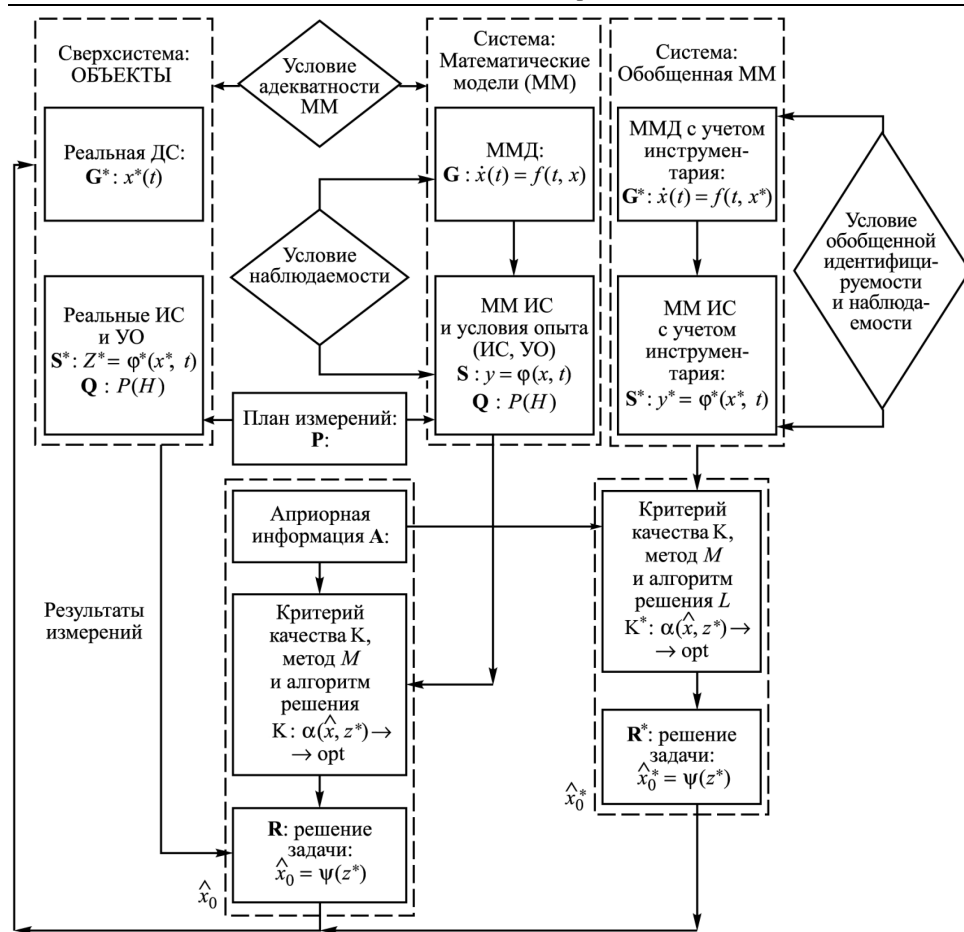 Сверхсистема:
ОБЪЕКТЫ
Условие
адекватности
ММ
Система:
Математические
модели (ММ)
Система:
Обобщенная ММ
Реальная ДС:
G*: x*(t)
ММД:
G : ẋ(t) = f(t, x)
ММД с учетом
инструмен-
тария:
G*: ẋ(t) = f(t, x*)
Условие
наблюдаемости
Условие
обобщенной
идентифици-
руемости
и наблюда-
емости
Реальные ИС
и УО
S*: Z* = φ*(x*, t)
Q : P(H)
ММ ИС
и условия опыта
(ИС, УО)
S : y = φ(x, t)
Q : P(H)
ММ ИС
с учетом
инструмен-
тария:
S*: y* = φ*(x*, t)
План измерений:
P:
Априорная
информация A:
Результаты
измерений
Критерий
качества K,
метод M
и алгоритм
решения
K: α(x̂, z*) →
→ opt
Критерий
качества K,
метод M
и алгоритм
решения L
K*: α(x̂, z*) →
→ opt
R*: решение
задачи:
x̂₀* = ψ(z*)
x̂₀*
R: решение
задачи:
x̂₀ = ψ(z*)
x̂₀